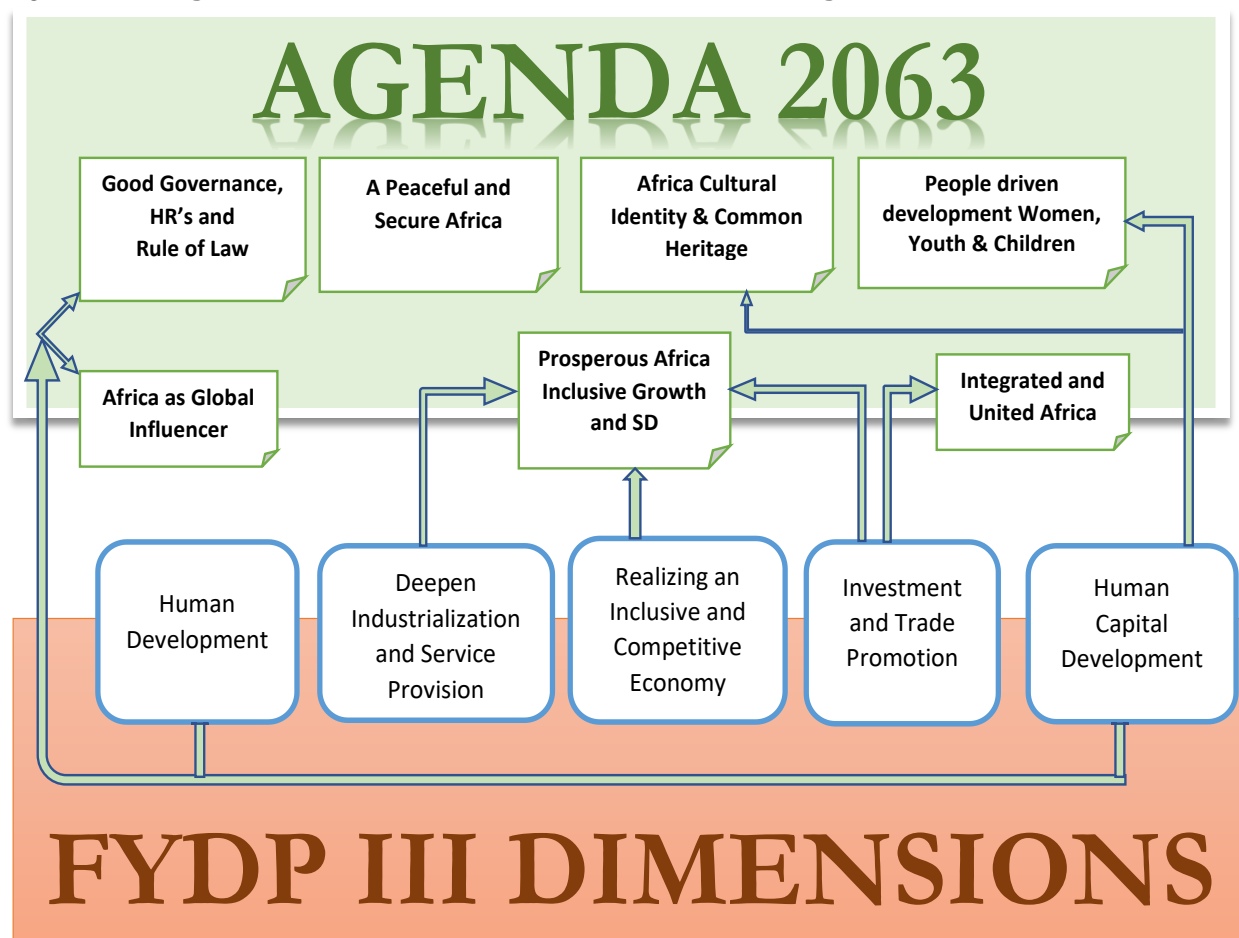 AGENDA 2063
Good Governance,
HR's and
Rule of Law
A Peaceful and
Secure Africa
Africa Cultural
Identity & Common
Heritage
People driven
development Women,
Youth & Children
Africa as Global
Influencer
Prosperous Africa
Inclusive Growth
and SD
Integrated and
United Africa
Human
Development
Deepen
Industrialization
and Service
Provision
Realizing an
Inclusive and
Competitive
Economy
Investment
and Trade
Promotion
Human
Capital
Development
FYDP III DIMENSIONS